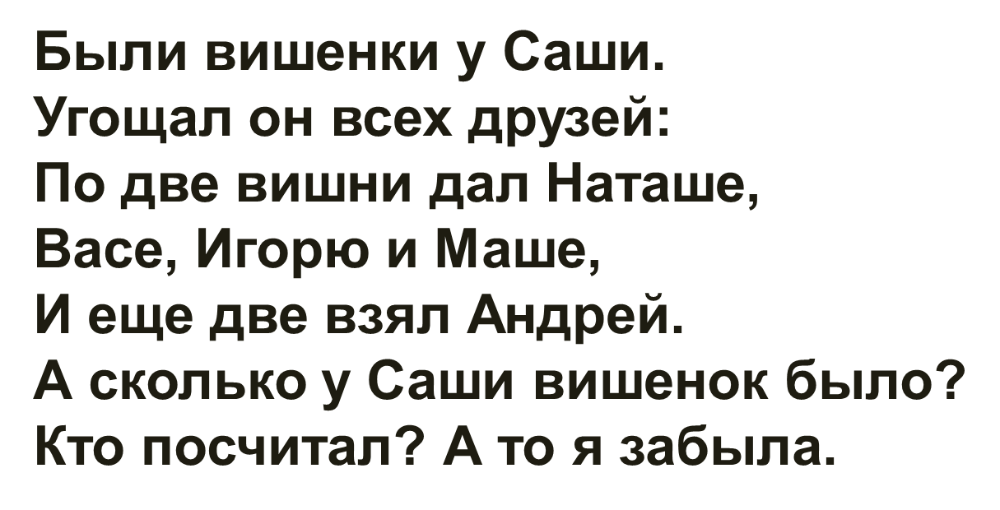 Были вишенки у Саши.
Угощал он всех друзей:
По две вишни дал Наташе,
Васе, Игорю и Маше,
И еще две взял Андрей.
А сколько у Саши вишенок было?
Кто посчитал? А то я забыла.